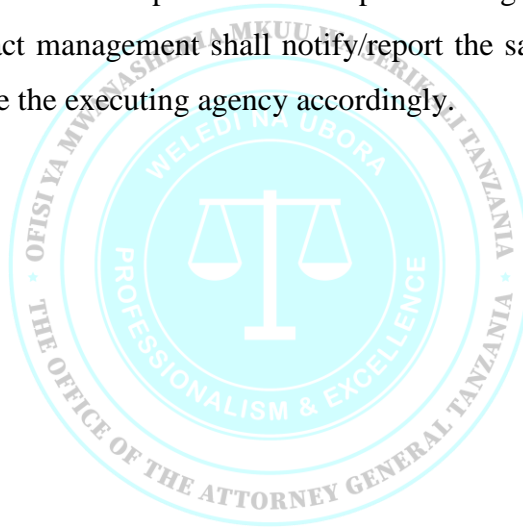 act management shall notify/report the sa
e the executing agency accordingly.
OFISI YA MWANASHERIA MKUU WA SERIKALI TANZANIA
WELEDI NA UBORA
PROFESSIONALISM & EXCELLENCE
THE OFFICE OF THE ATTORNEY GENERAL TANZANIA